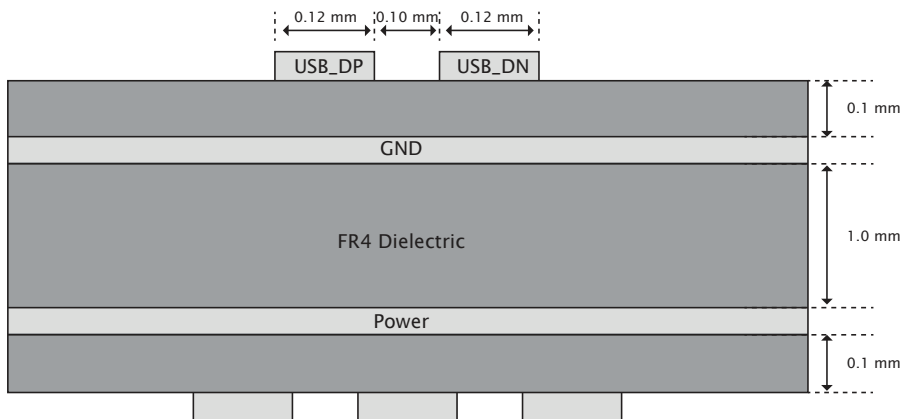 0.12 mm 0.10 mm 0.12 mm
USB_DP USB_DN
0.1 mm
GND
FR4 Dielectric
1.0 mm
Power
0.1 mm